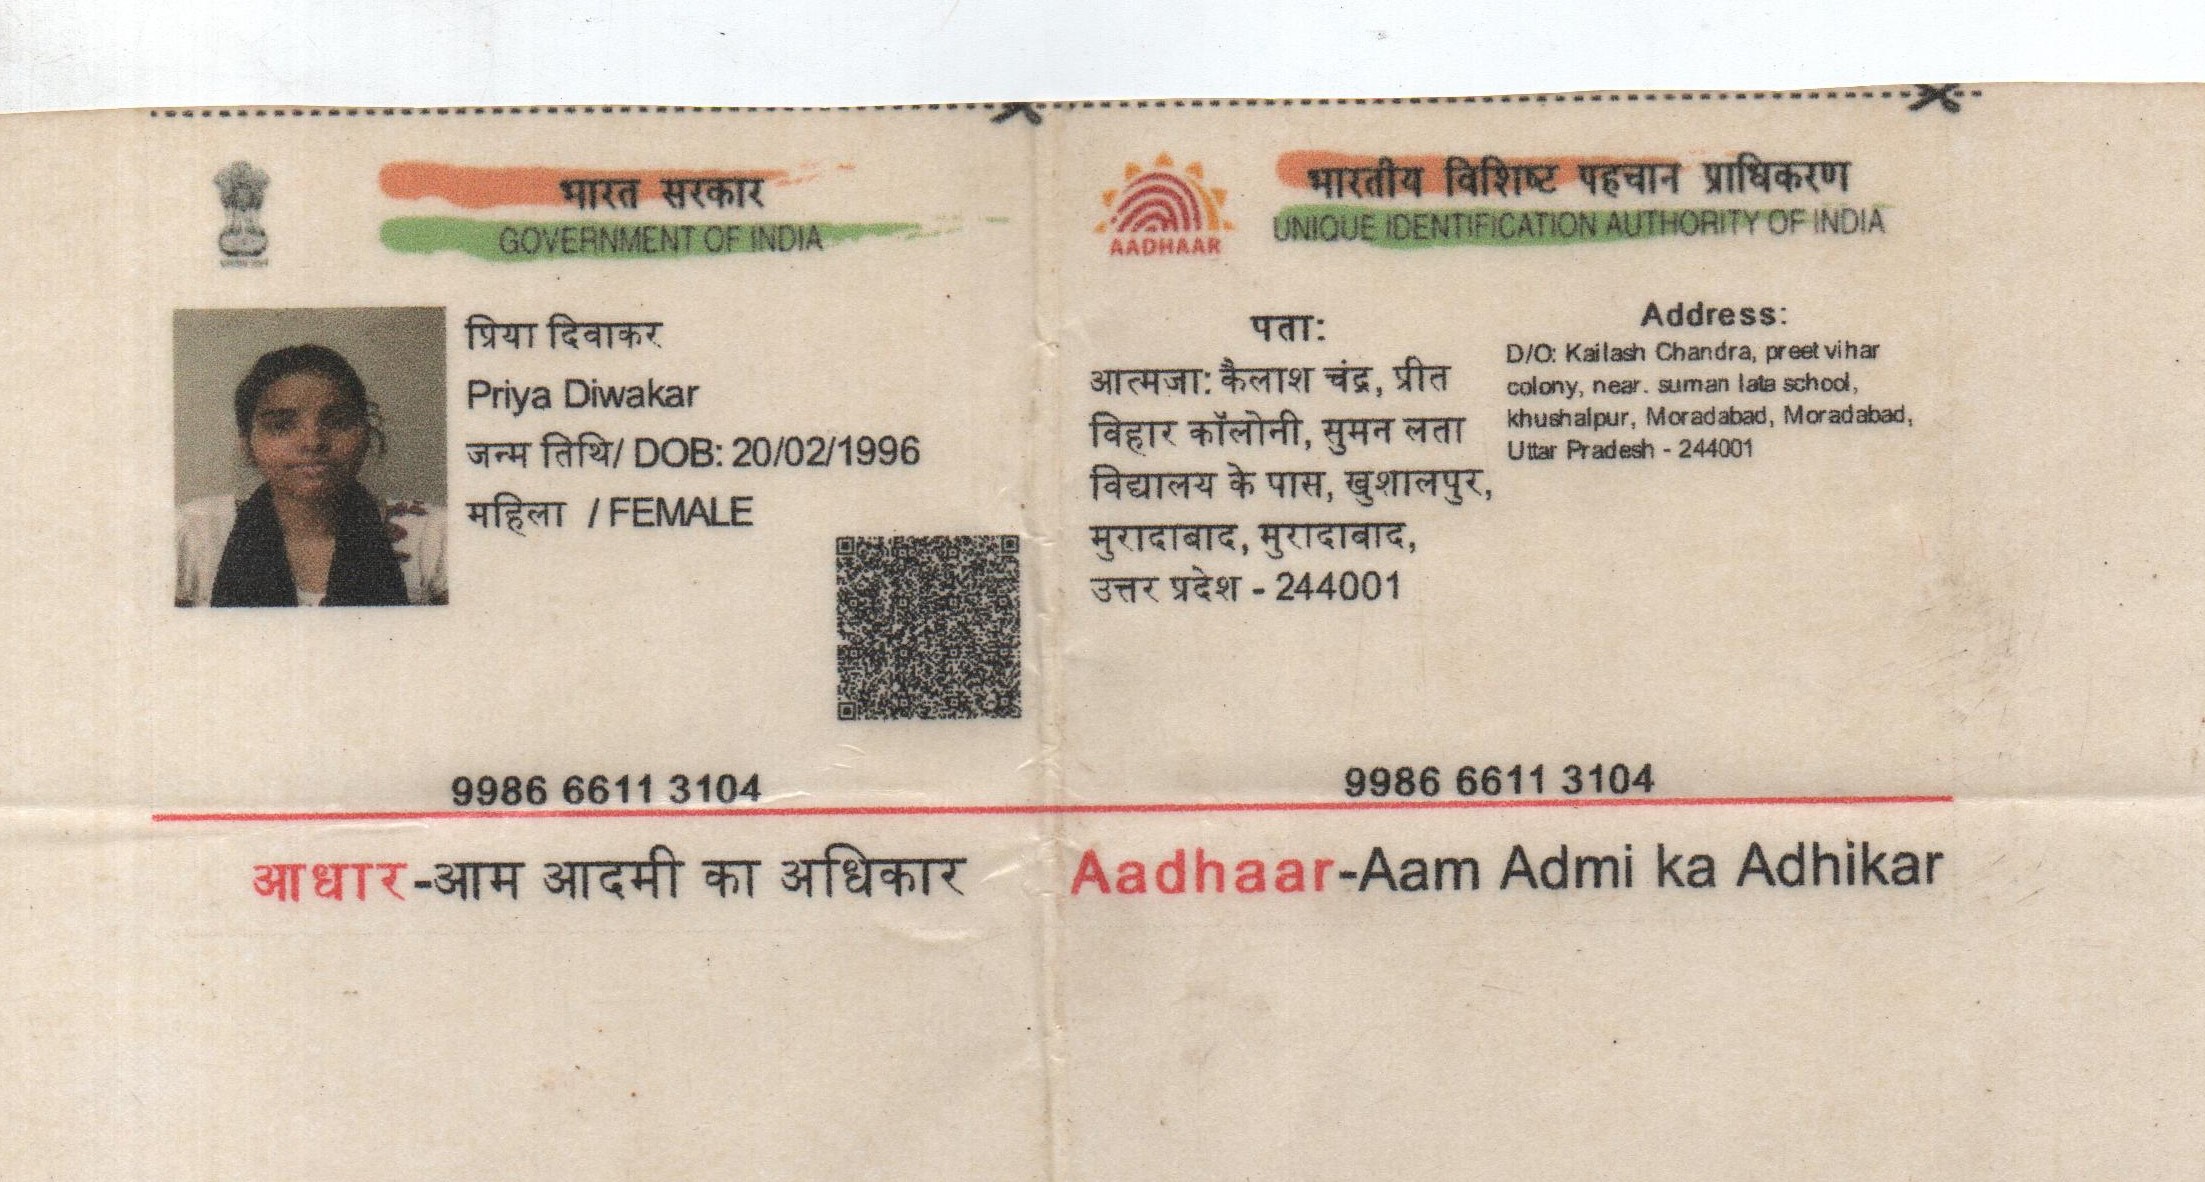 भारत सरकार
GOVERNMENT OF INDIA
प्रिया दिवाकर
Priya Diwakar
जन्म तिथि/ DOB: 20/02/1996
महिला / FEMALE
9986 6611 3104
आधार-आम आदमी का अधिकार
भारतीय विशिष्ट पहचान प्राधिकरण
UNIQUE IDENTIFICATION AUTHORITY OF INDIA
AADHAAR
पता:
आत्मजा: कैलाश चंद्र, प्रीत
विहार कॉलोनी, सुमन लता
विद्यालय के पास, खुशालपुर,
मुरादाबाद, मुरादाबाद,
उत्तर प्रदेश - 244001
Address:
D/O: Kailash Chandra, preet vihar
colony, near. suman lata school,
khushalpur, Moradabad, Moradabad,
Uttar Pradesh - 244001
9986 6611 3104
Aadhaar-Aam Admi ka Adhikar